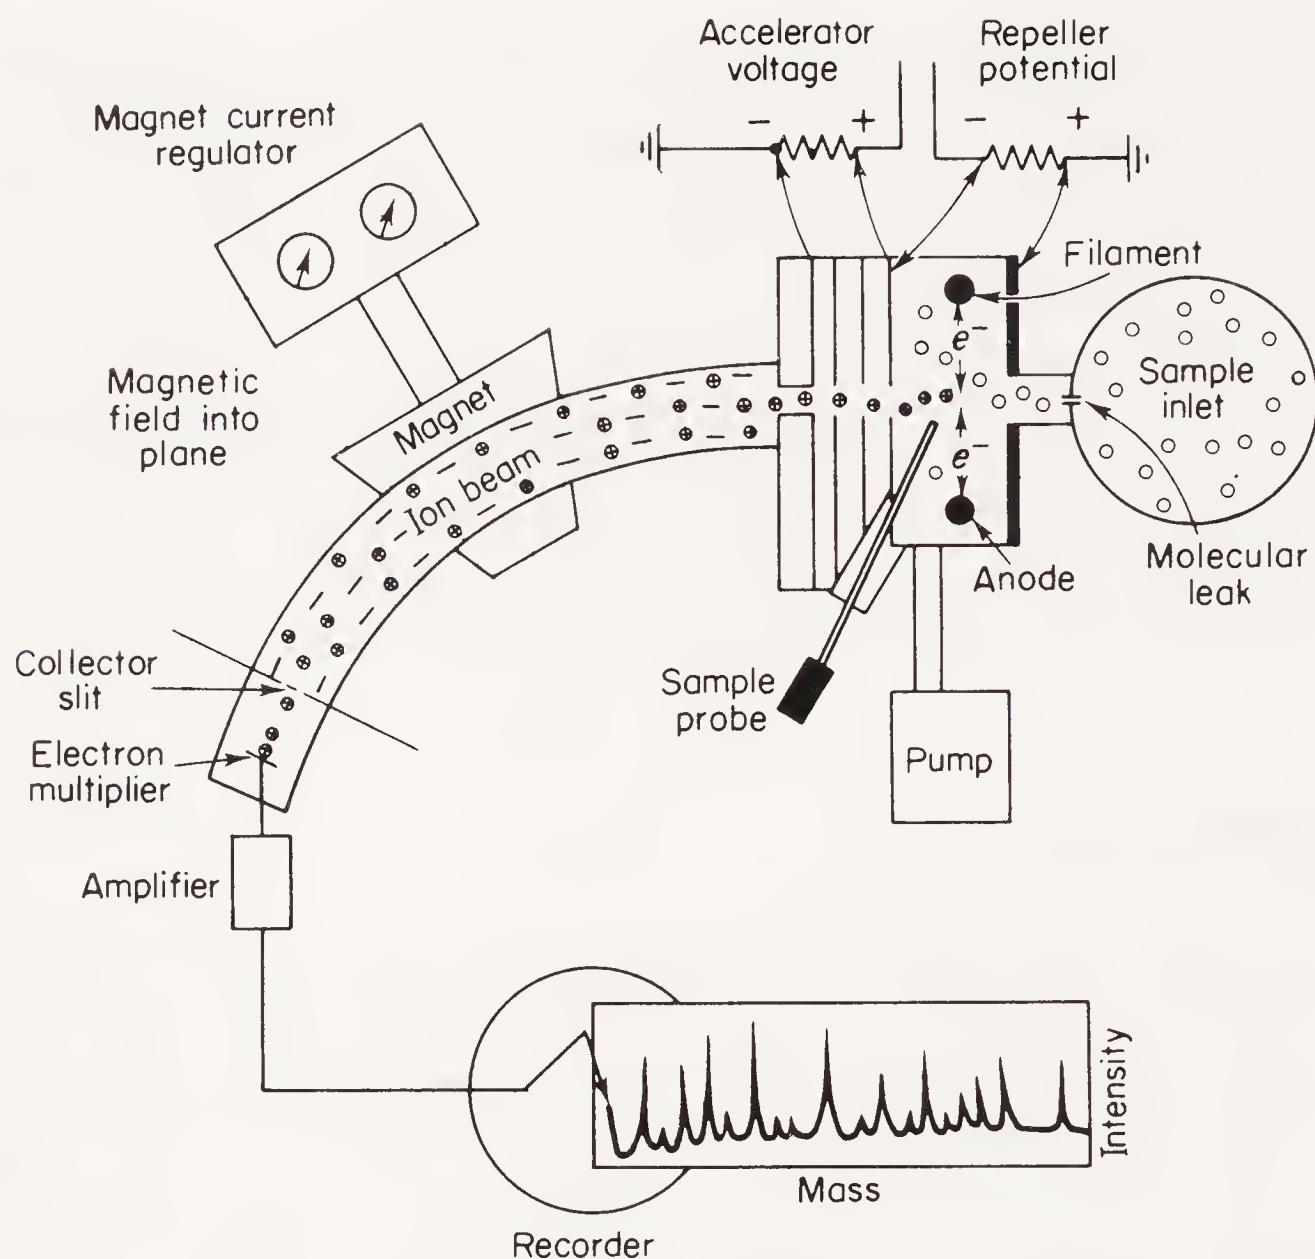 Accelerator
voltage
Repeller
potential
Magnet current
regulator
− +
− +
Filament
Magnetic
field into
plane
Magnet
Ion beam
e−
e−
Sample
inlet
Molecular
leak
Anode
Collector
slit
Sample
probe
Electron
multiplier
Pump
Amplifier
Intensity
Mass
Recorder